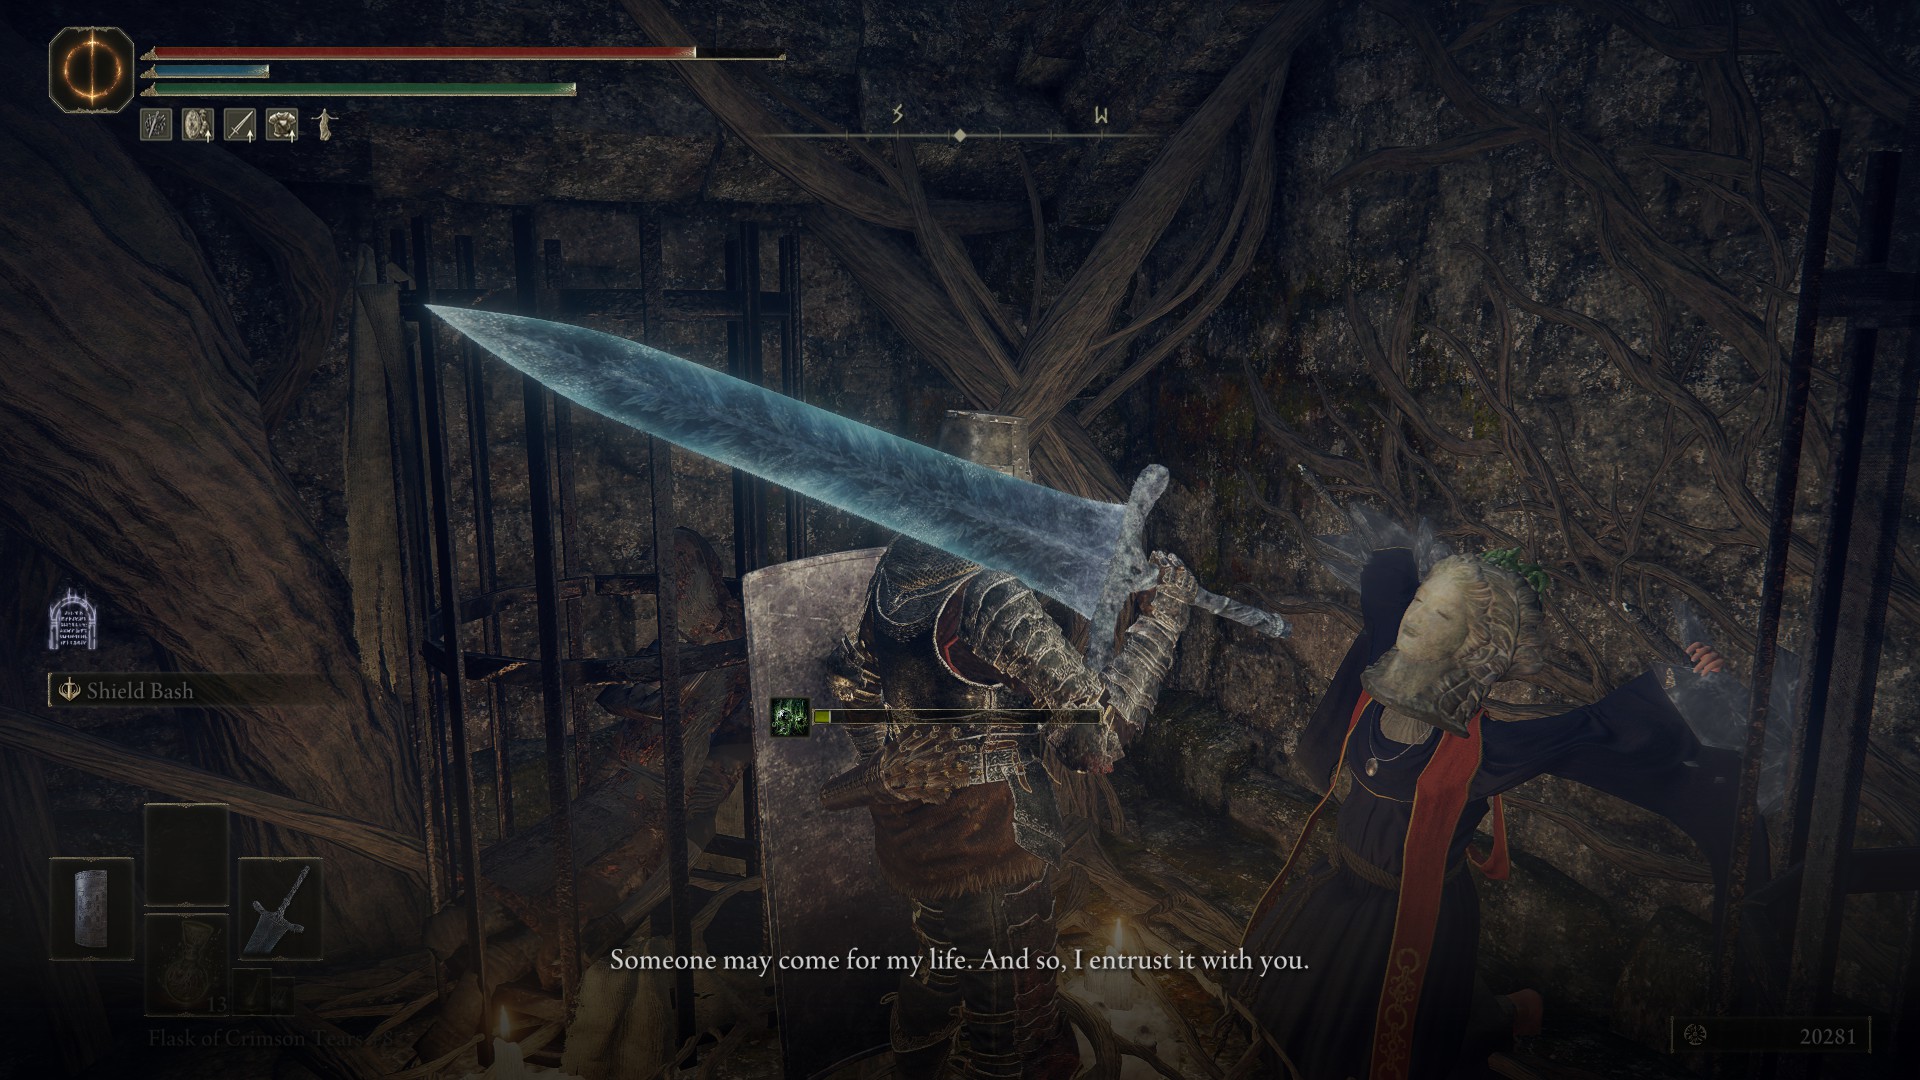 S
W
Shield Bash
Someone may come for my life. And so, I entrust it with you.
13
Flask of Crimson Tears +8
20281